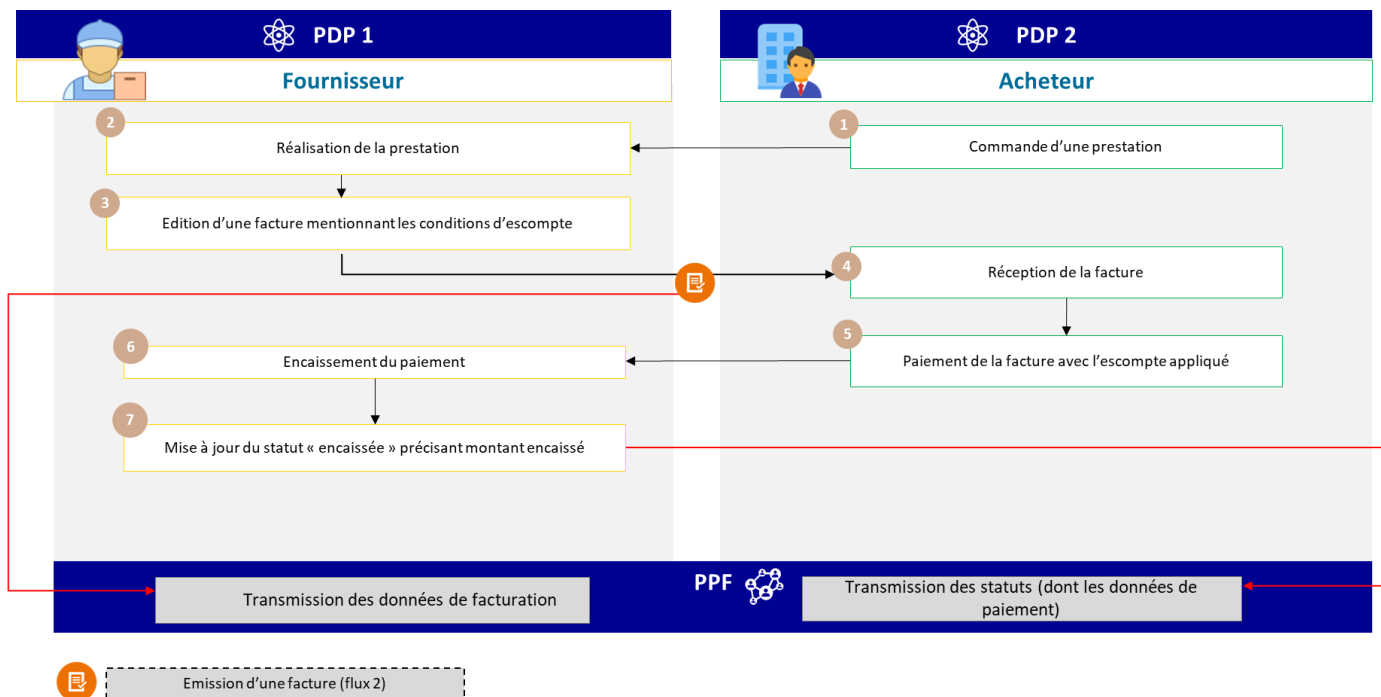 PDP 1
PDP 2
Fournisseur
Acheteur
2
Réalisation de la prestation
1
Commande d'une prestation
3
Edition d'une facture mentionnant les conditions d'escompte
4
Réception de la facture
5
Paiement de la facture avec l'escompte appliqué
6
Encaissement du paiement
7
Mise à jour du statut « encaissée » précisant montant encaissé
PPF
Transmission des données de facturation
Transmission des statuts (dont les données de
paiement)
Emission d'une facture (flux 2)